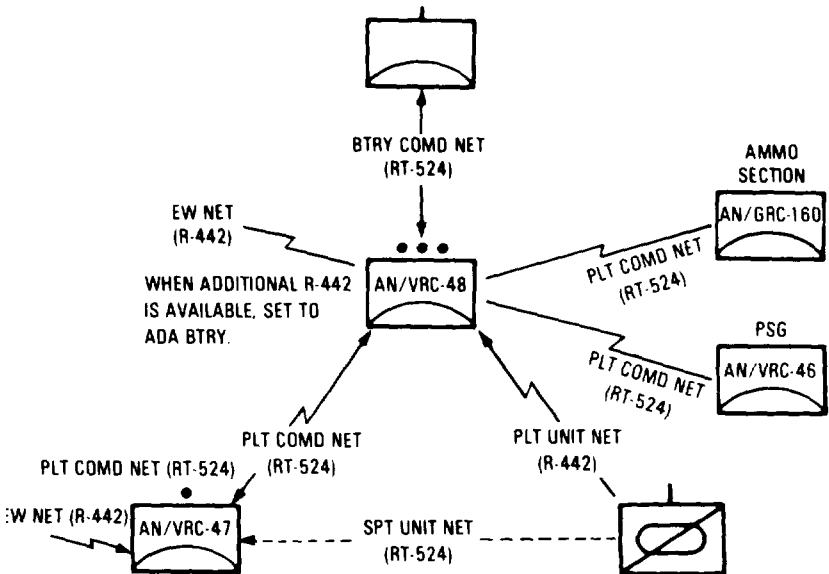 BTRY COMD NET
(RT-524)
AMMO
SECTION
AN/GRC-160
EW NET
(R-442)
PLT COMD NET
(RT-524)
WHEN ADDITIONAL R-442
IS AVAILABLE, SET TO
ADA BTRY.
AN/VRC-48
PSG
AN/VRC-46
PLT COMD NET
(RT-524)
PLT COMD NET
(RT-524)
PLT UNIT NET
(R-442)
PLT COMD NET (RT-524)
EW NET (R-442)
AN/VRC-47
SPT UNIT NET
(RT-524)